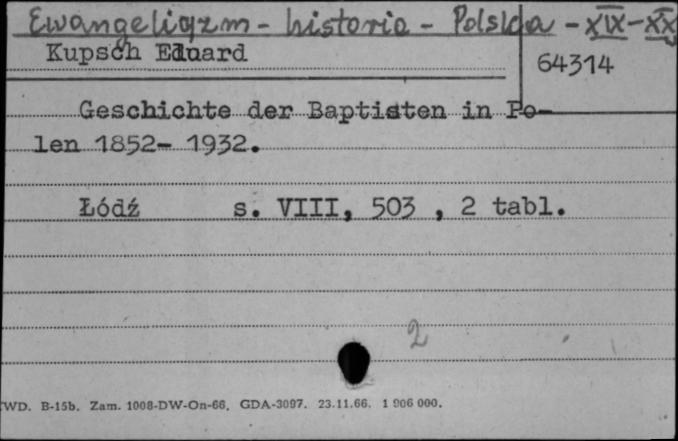 Ewangelicyzm - historia - Polska - XIX-XX
Kupsch Eduard
64314
Geschichte der Baptisten in Po-
len 1852- 1932.
Łódź s. VIII, 503 , 2 tabl.
2
WD. B-15b. Zam. 1008-DW-On-66. GDA-3097. 23.11.66. 1 906 000.